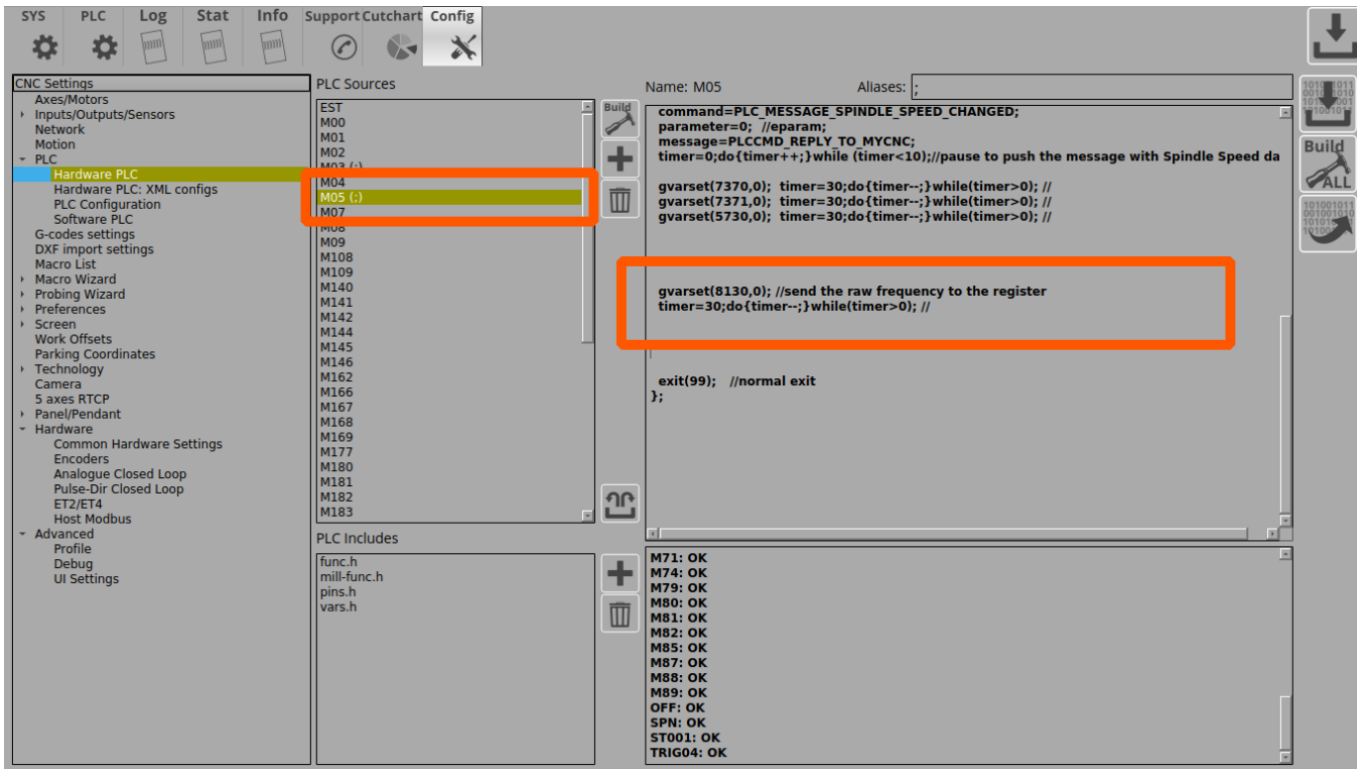 SYS PLC Log Stat Info Support Cutchart Config
CNC Settings
Axes/Motors
Inputs/Outputs/Sensors
Network
Motion
PLC
Hardware PLC
Hardware PLC: XML configs
PLC Configuration
Software PLC
G-codes settings
DXF import settings
Macro List
Macro Wizard
Probing Wizard
Preferences
Screen
Work Offsets
Parking Coordinates
Technology
Camera
5 axes RTCP
Panel/Pendant
Hardware
Common Hardware Settings
Encoders
Analogue Closed Loop
Pulse-Dir Closed Loop
ET2/ET4
Host Modbus
Advanced
Profile
Debug
UI Settings
PLC Sources
EST
M00
M01
M02
M03 (;)
M04
M05 (;)
M07
M08
M09
M108
M109
M140
M141
M142
M144
M145
M146
M162
M166
M167
M168
M169
M177
M180
M181
M182
M183
Build
PLC Includes
func.h
mill-func.h
pins.h
vars.h
Name: M05 Aliases: ;
command=PLC_MESSAGE_SPINDLE_SPEED_CHANGED;
parameter=0; //eparam;
message=PLCCMD_REPLY_TO_MYCNC;
timer=0;do{timer++;}while (timer<10);//pause to push the message with Spindle Speed da
gvarset(7370,0); timer=30;do{timer--;}while(timer>0); //
gvarset(7371,0); timer=30;do{timer--;}while(timer>0); //
gvarset(5730,0); timer=30;do{timer--;}while(timer>0); //
gvarset(8130,0); //send the raw frequency to the register
timer=30;do{timer--;}while(timer>0); //
exit(99); //normal exit
};
M71: OK
M74: OK
M79: OK
M80: OK
M81: OK
M82: OK
M85: OK
M87: OK
M88: OK
M89: OK
OFF: OK
SPN: OK
ST001: OK
TRIG04: OK
Build
ALL